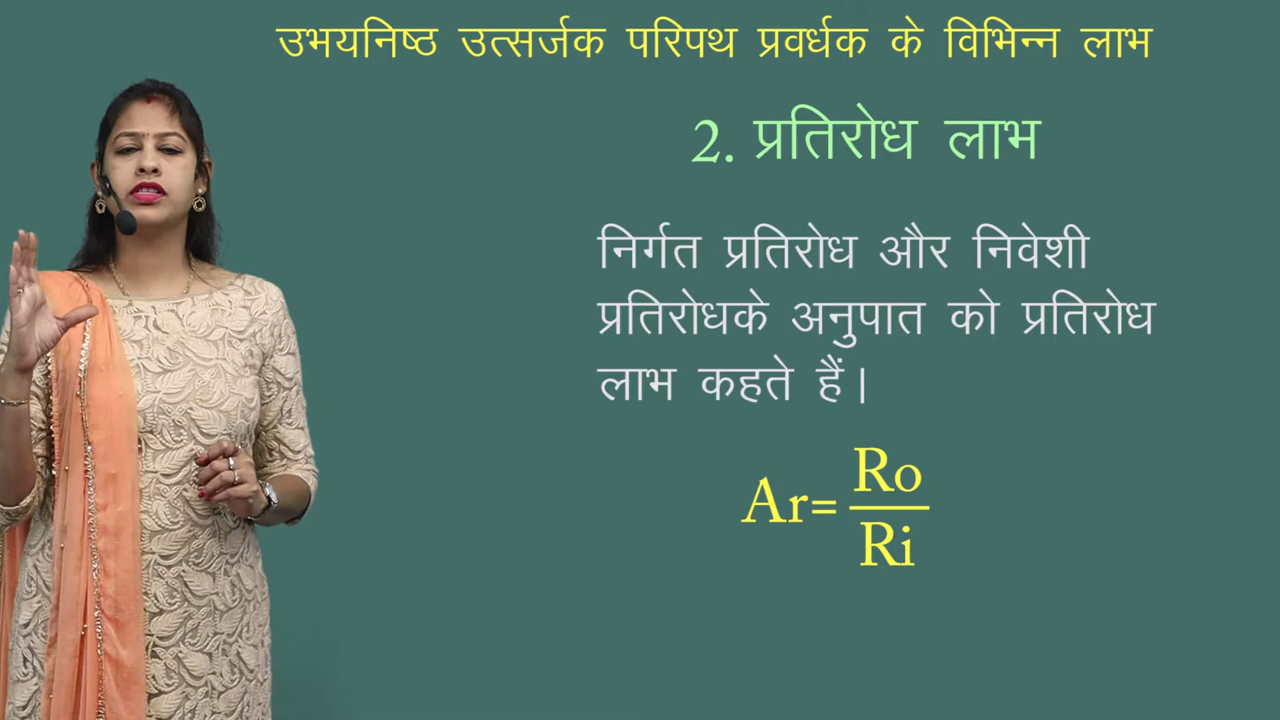 उभयनिष्ठ उत्सर्जक परिपथ प्रवर्धक के विभिन्न लाभ
2. प्रतिरोध लाभ
निर्गत प्रतिरोध और निवेशी
प्रतिरोधके अनुपात को प्रतिरोध
लाभ कहते हैं।
Ar= Ro
Ri